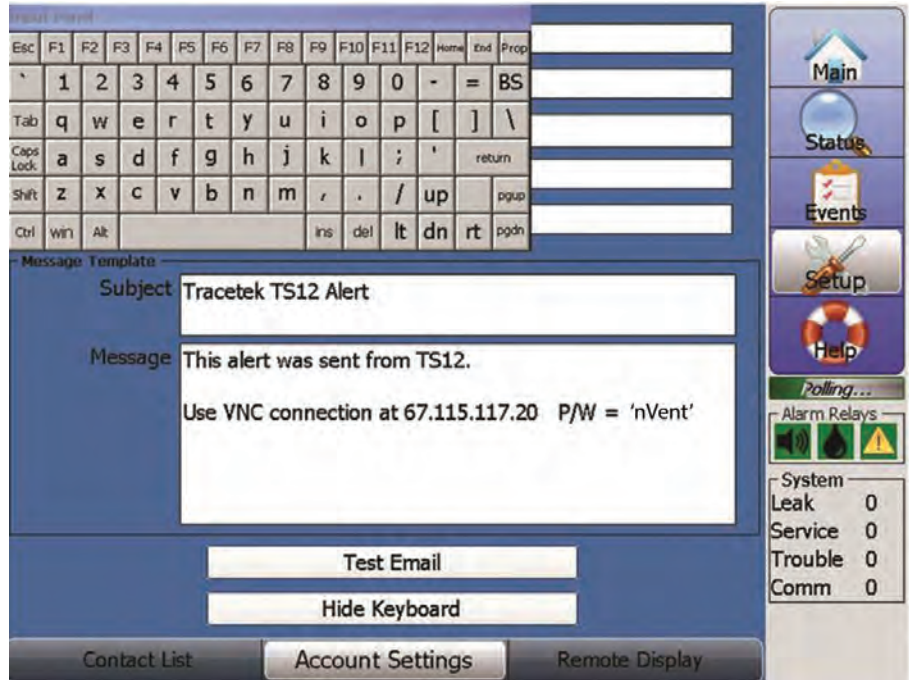 Input Panel
Esc F1 F2 F3 F4 F5 F6 F7 F8 F9 F10 F11 F12 Home End Prop
` 1 2 3 4 5 6 7 8 9 0 - = BS
Tab q w e r t y u i o p [ ] \
Caps Lock a s d f g h j k l ; ' return
Shift z x c v b n m , . / up pgup
Ctrl win Alt ins del lt dn rt pgdn
Message Template
Subject Tracetek TS12 Alert
Message This alert was sent from TS12.
Use VNC connection at 67.115.117.20 P/W = 'nVent'
Test Email
Hide Keyboard
Contact List Account Settings Remote Display
Main
Status
Events
Setup
Help
Polling...
Alarm Relays
System
Leak 0
Service 0
Trouble 0
Comm 0